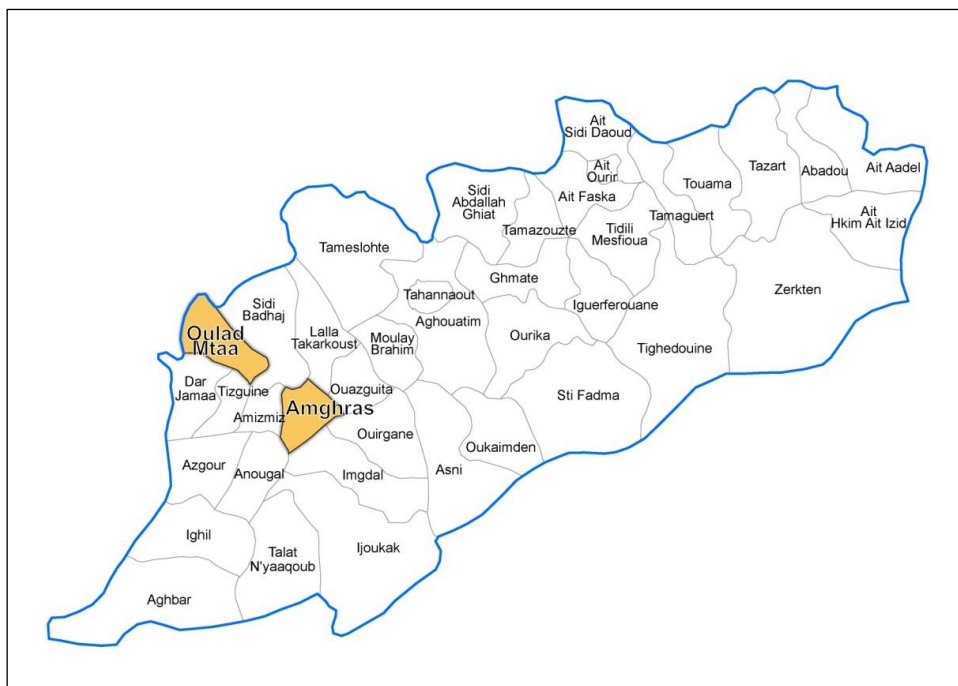 Ait
Sidi Daoud
Ait
Ourir
Ait Faska
Touama
Tazart
Abadou
Ait Aadel
Sidi
Abdallah
Ghiat
Tamazouzte
Tidili
Mesfioua
Tamaguert
Ait
Hkim Ait Izid
Tameslohte
Ghmate
Zerkten
Tahannaout
Aghouatim
Iguerferouane
Sidi
Badhaj
Oulad
Mtaa
Lalla
Takarkoust
Moulay
Brahim
Ourika
Tighedouine
Dar
Jamaa
Tizguine
Ouazguita
Sti Fadma
Amizmiz
Amghras
Ouirgane
Oukaimden
Azgour
Anougal
Imgdal
Asni
Ighil
Talat
N'yaaqoub
Ijoukak
Aghbar